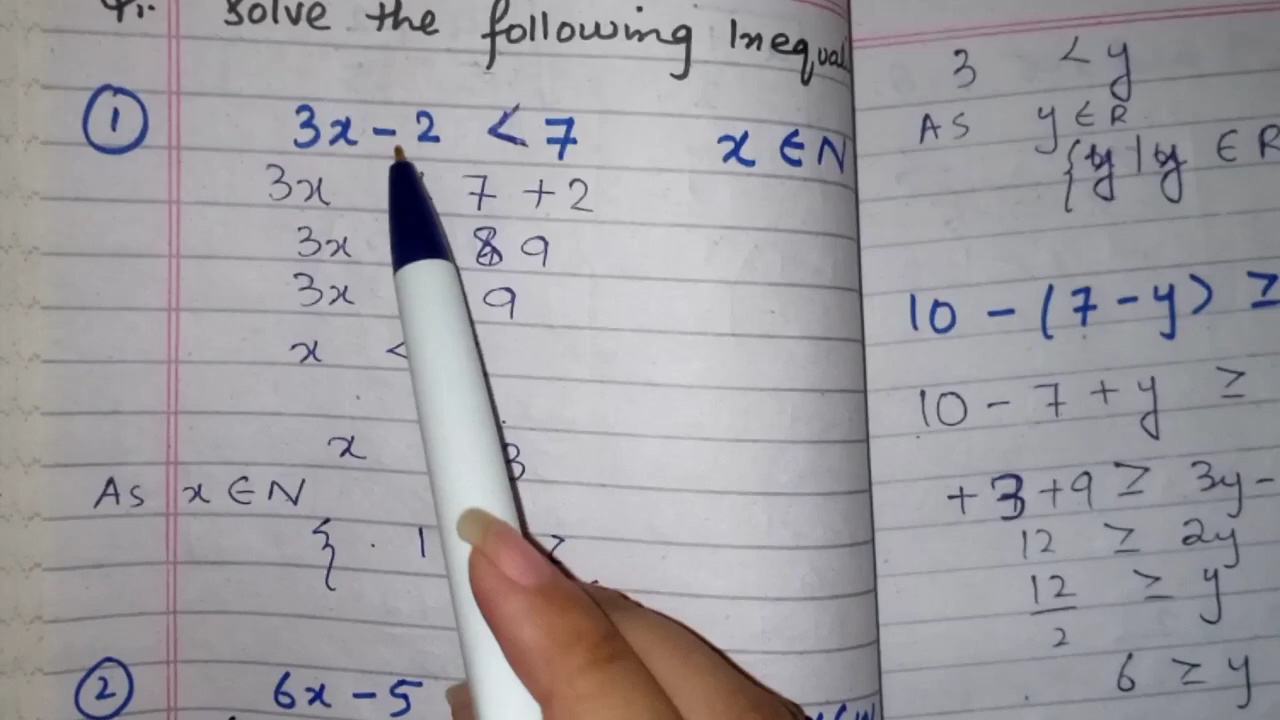 Solve the following Inequal
1 3x - 2 < 7 x ∈ N
3x 7 + 2
3x 9
3x 9
x <
x 3
As x ∈ N
{ 1
2 6x - 5
3 < y
AS y ∈ R
{y | y ∈ R
10 - (7 - y) ≥
10 - 7 + y ≥
+ 3 + 9 ≥ 3y -
12 ≥ 2y
12/2 ≥ y
6 ≥ y